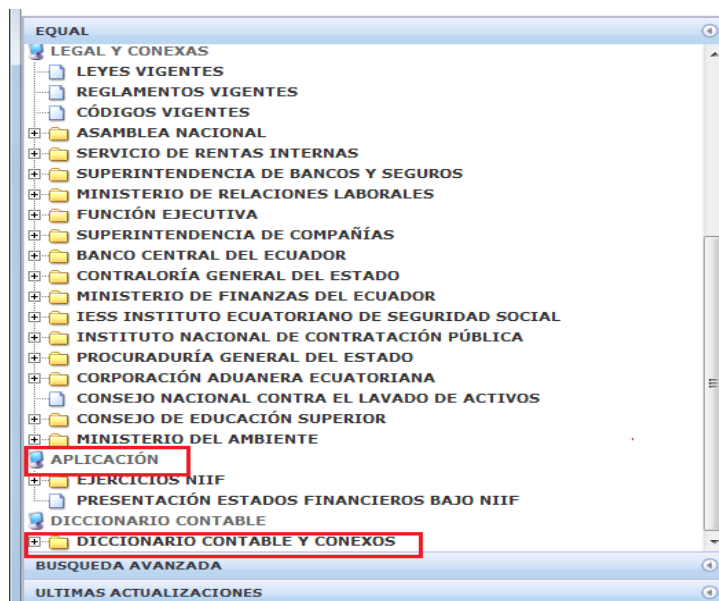 EQUAL
LEGAL Y CONEXAS
LEYES VIGENTES
REGLAMENTOS VIGENTES
CÓDIGOS VIGENTES
ASAMBLEA NACIONAL
SERVICIO DE RENTAS INTERNAS
SUPERINTENDENCIA DE BANCOS Y SEGUROS
MINISTERIO DE RELACIONES LABORALES
FUNCIÓN EJECUTIVA
SUPERINTENDENCIA DE COMPAÑÍAS
BANCO CENTRAL DEL ECUADOR
CONTRALORÍA GENERAL DEL ESTADO
MINISTERIO DE FINANZAS DEL ECUADOR
IESS INSTITUTO ECUATORIANO DE SEGURIDAD SOCIAL
INSTITUTO NACIONAL DE CONTRATACIÓN PÚBLICA
PROCURADURÍA GENERAL DEL ESTADO
CORPORACIÓN ADUANERA ECUATORIANA
CONSEJO NACIONAL CONTRA EL LAVADO DE ACTIVOS
CONSEJO DE EDUCACIÓN SUPERIOR
MINISTERIO DEL AMBIENTE
APLICACIÓN
EJERCICIOS NIIF
PRESENTACIÓN ESTADOS FINANCIEROS BAJO NIIF
DICCIONARIO CONTABLE
DICCIONARIO CONTABLE Y CONEXOS
BUSQUEDA AVANZADA
ULTIMAS ACTUALIZACIONES